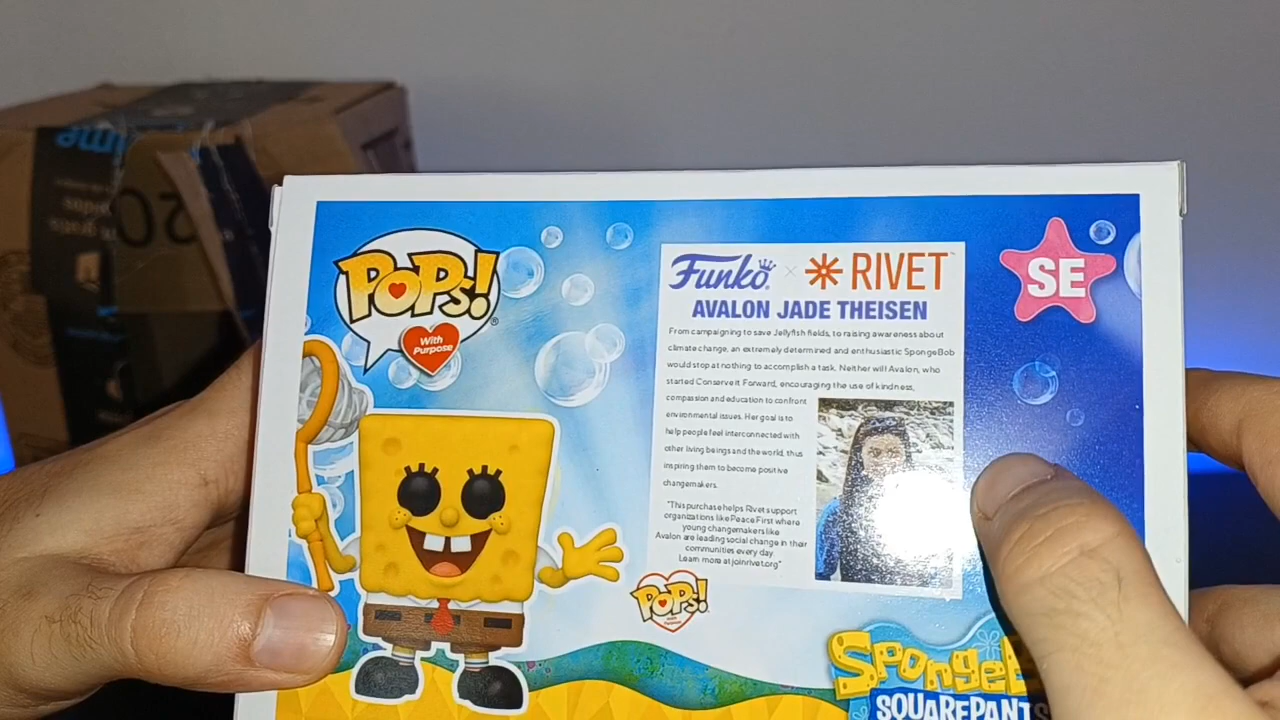 POPs!
With
Purpose
Funko × RIVET
AVALON JADE THEISEN
SE
From campaigning to save Jellyfish fields, to raising awareness about
climate change, an extremely determined and enthusiastic SpongeBob
would stop at nothing to accomplish a task. Neither will Avalon, who
started Conserve it Forward, encouraging the use of kindness,
compassion and education to confront
environmental issues. Her goal is to
help people feel interconnected with
other living beings and the world, thus
inspiring them to become positive
changemakers.
"This purchase helps Rivet support
organizations like Peace First where
young changemakers like
Avalon are leading social change in their
communities every day.
Learn more at joinrivet.org"
POPs!
With
Purpose
SPONGEB
SQUAREPANTS